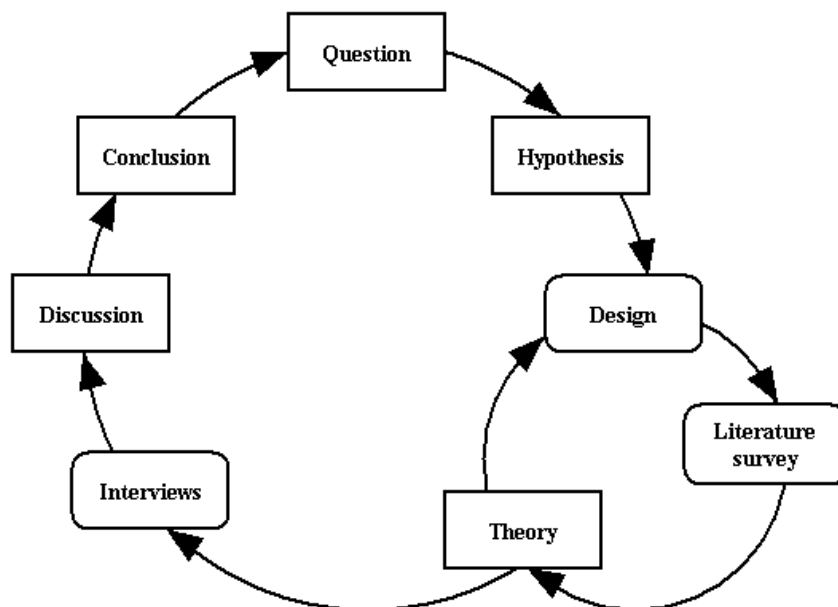 Question
Conclusion
Hypothesis
Discussion
Design
Literature
survey
Interviews
Theory